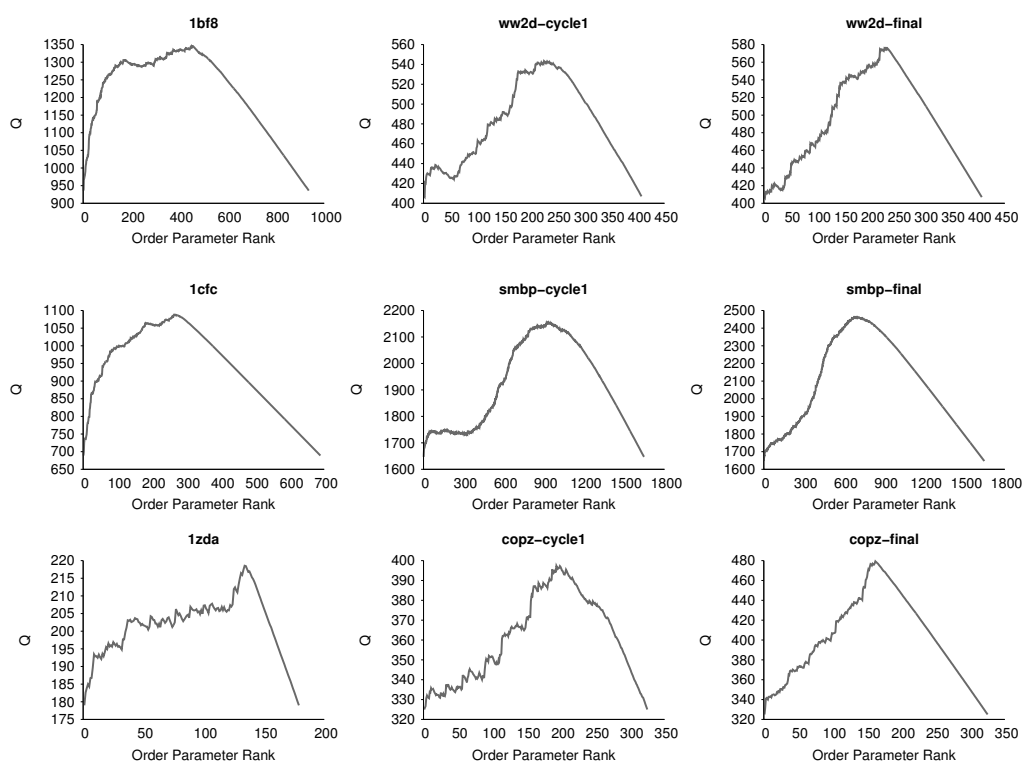 1bf8
1350
1300
1250
1200
1150
1100
1050
1000
950
900
Q
0 200 400 600 800 1000
Order Parameter Rank
ww2d-cycle1
560
540
520
500
480
460
440
420
400
Q
0 50 100 150 200 250 300 350 400 450
Order Parameter Rank
ww2d-final
580
560
540
520
500
480
460
440
420
400
Q
0 50 100 150 200 250 300 350 400 450
Order Parameter Rank
1cfc
1100
1050
1000
950
900
850
800
750
700
650
Q
0 100 200 300 400 500 600 700
Order Parameter Rank
smbp-cycle1
2200
2100
2000
1900
1800
1700
1600
Q
0 300 600 900 1200 1500 1800
Order Parameter Rank
smbp-final
2500
2400
2300
2200
2100
2000
1900
1800
1700
1600
Q
0 300 600 900 1200 1500 1800
Order Parameter Rank
1zda
220
215
210
205
200
195
190
185
180
175
Q
0 50 100 150 200
Order Parameter Rank
copz-cycle1
400
390
380
370
360
350
340
330
320
Q
0 50 100 150 200 250 300 350
Order Parameter Rank
copz-final
480
460
440
420
400
380
360
340
320
Q
0 50 100 150 200 250 300 350
Order Parameter Rank